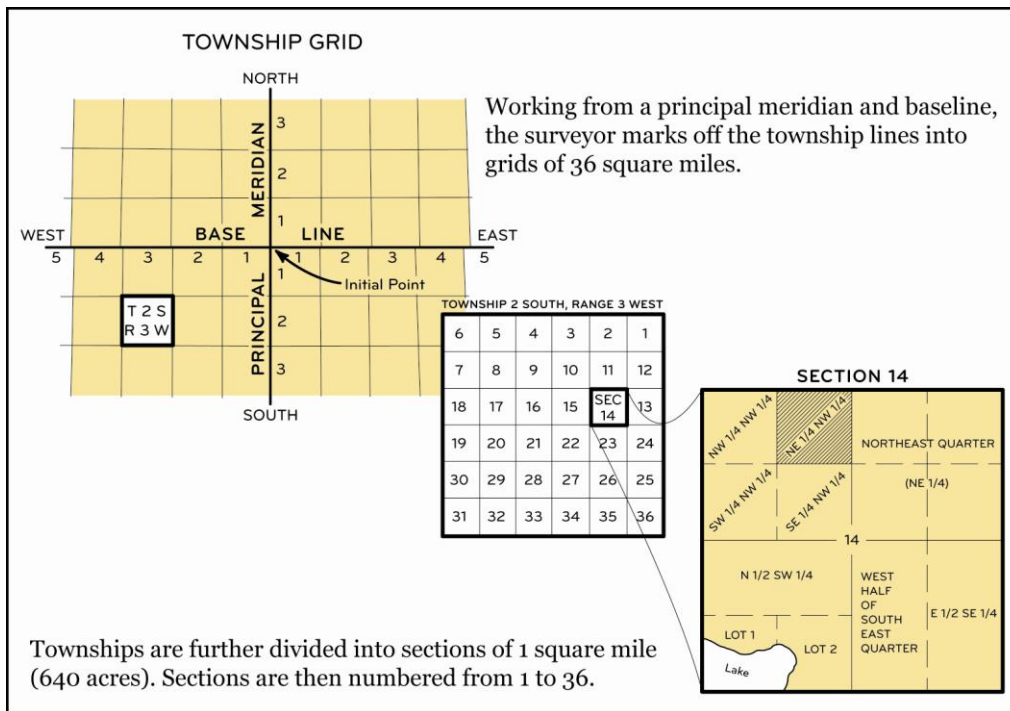 TOWNSHIP GRID
NORTH
Working from a principal meridian and baseline,
the surveyor marks off the township lines into
grids of 36 square miles.
3
2
1
MERIDIAN
WEST
BASE
LINE
EAST
5 4 3 2 1 1 2 3 4 5
Initial Point
T 2 S
R 3 W
PRINCIPAL
1
2
3
SOUTH
TOWNSHIP 2 SOUTH, RANGE 3 WEST
6 5 4 3 2 1
7 8 9 10 11 12
18 17 16 15 SEC 14 13
19 20 21 22 23 24
30 29 28 27 26 25
31 32 33 34 35 36
SECTION 14
NW 1/4 NW 1/4
NE 1/4 NW 1/4
NORTHEAST QUARTER
(NE 1/4)
SW 1/4 NW 1/4
SE 1/4 NW 1/4
14
N 1/2 SW 1/4
WEST
HALF
OF
SOUTH
EAST
QUARTER
E 1/2 SE 1/4
LOT 1
LOT 2
Lake
Townships are further divided into sections of 1 square mile
(640 acres). Sections are then numbered from 1 to 36.